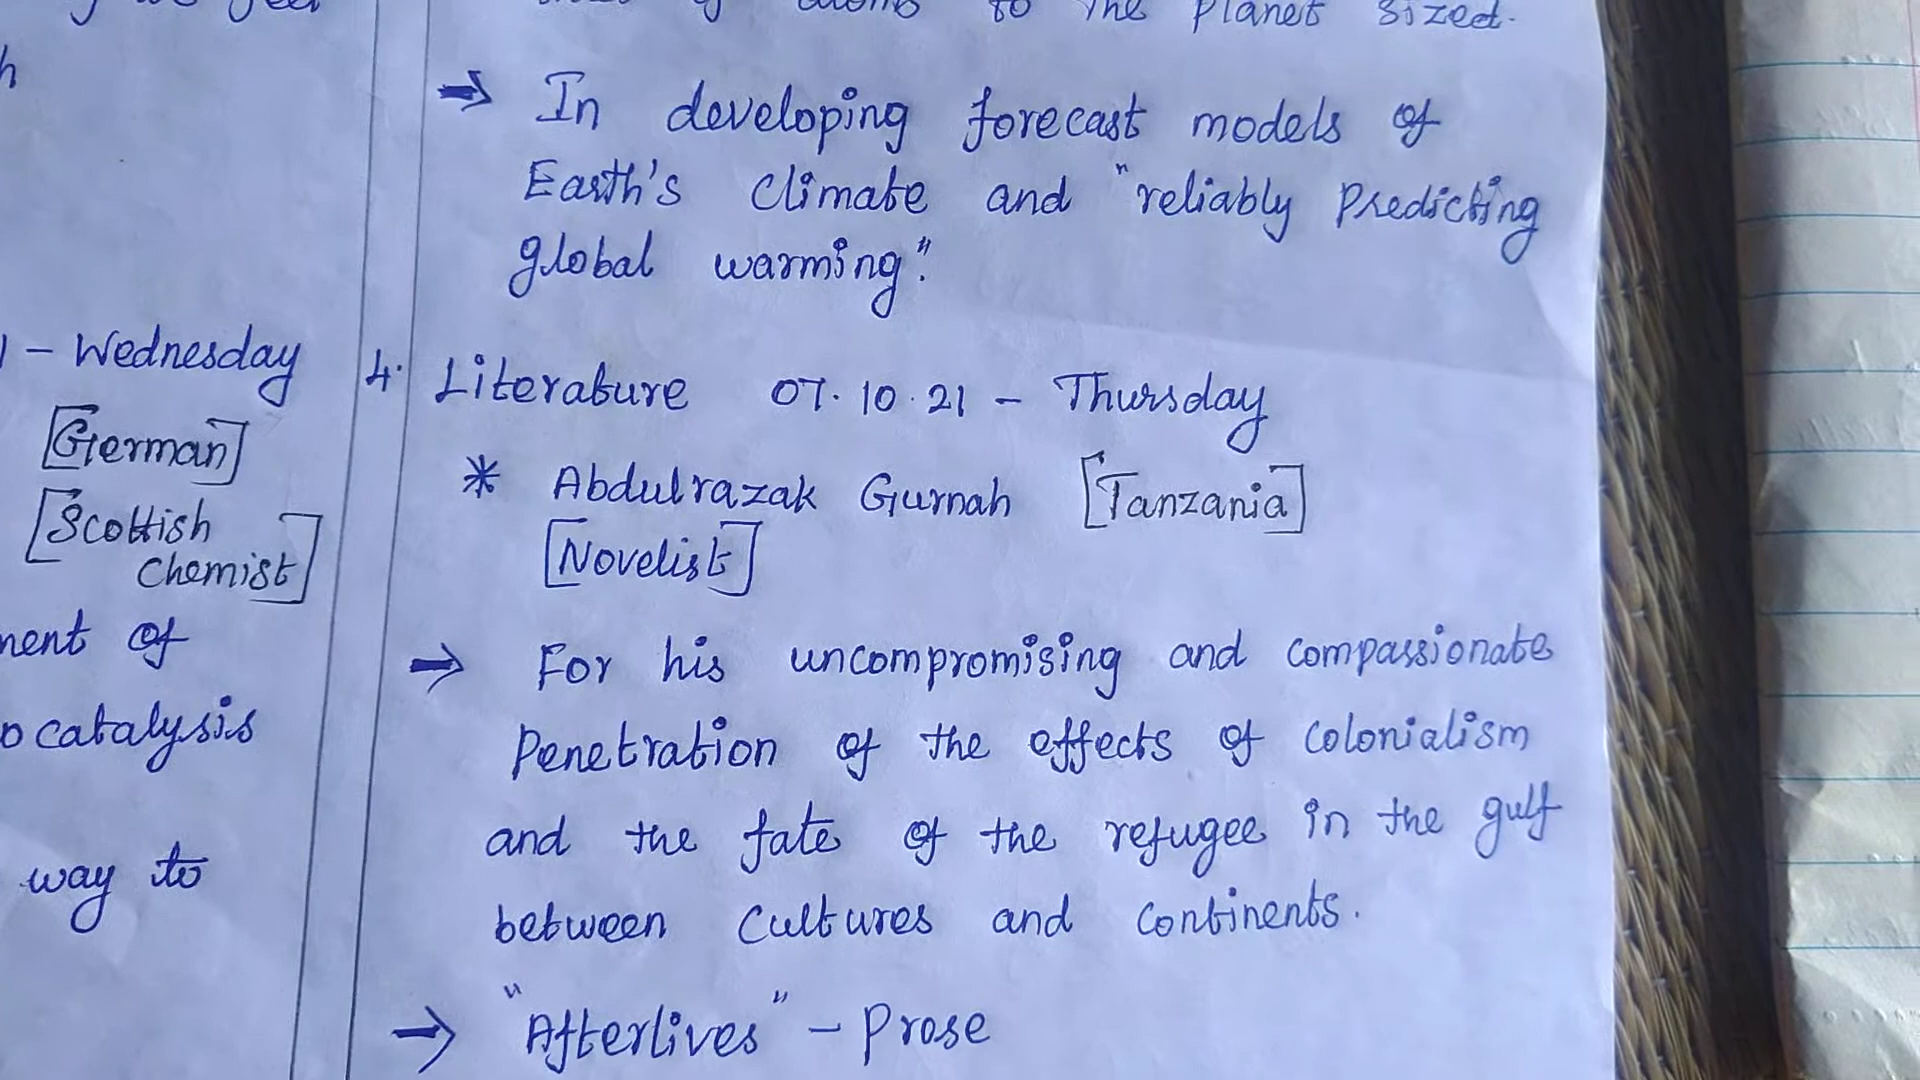 to the planet sized.
→ In developing forecast models of
Earth's climate and "reliably predicting
global warming".
4. Literature 07.10.21 - Thursday
* Abdulrazak Gurnah [Tanzania]
[Novelist]
→ For his uncompromising and compassionate
penetration of the effects of colonialism
and the fate of the refugee in the gulf
between cultures and continents.
→ "Afterlives" - Prose
- Wednesday
[German]
[Scottish
Chemist]
of
catalysis
way to